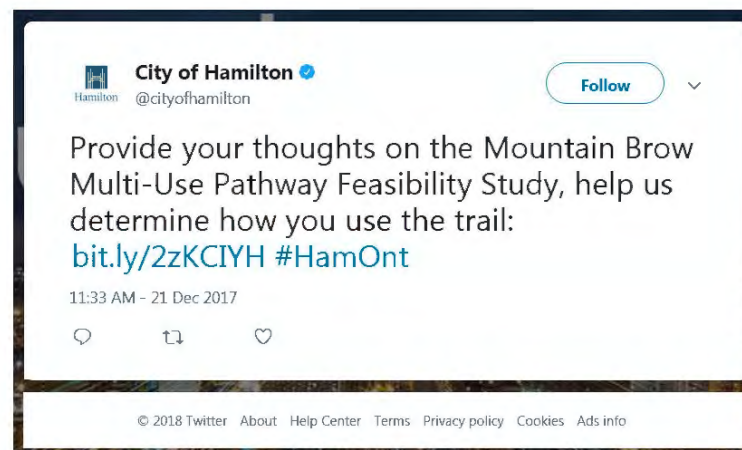 City of Hamilton
Hamilton
@cityofhamilton
Follow
Provide your thoughts on the Mountain Brow
Multi-Use Pathway Feasibility Study, help us
determine how you use the trail:
bit.ly/2zKCIYH #HamOnt
11:33 AM - 21 Dec 2017
© 2018 Twitter About Help Center Terms Privacy policy Cookies Ads info